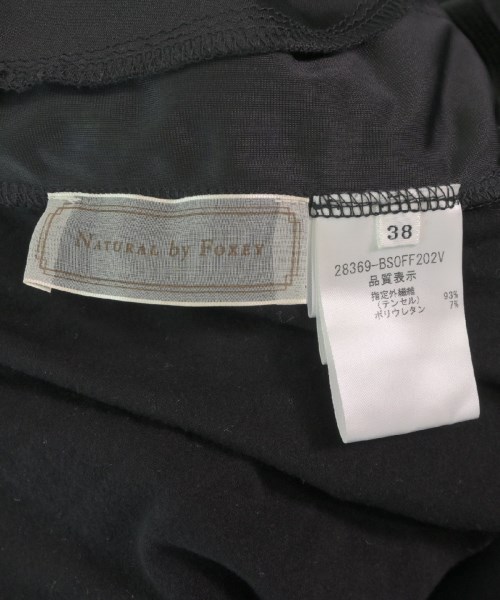 NATURAL by FOXEY
38
28369-BSOFF202V
品質表示
指定外繊維 93%
(テンセル) 7%
ポリウレタン